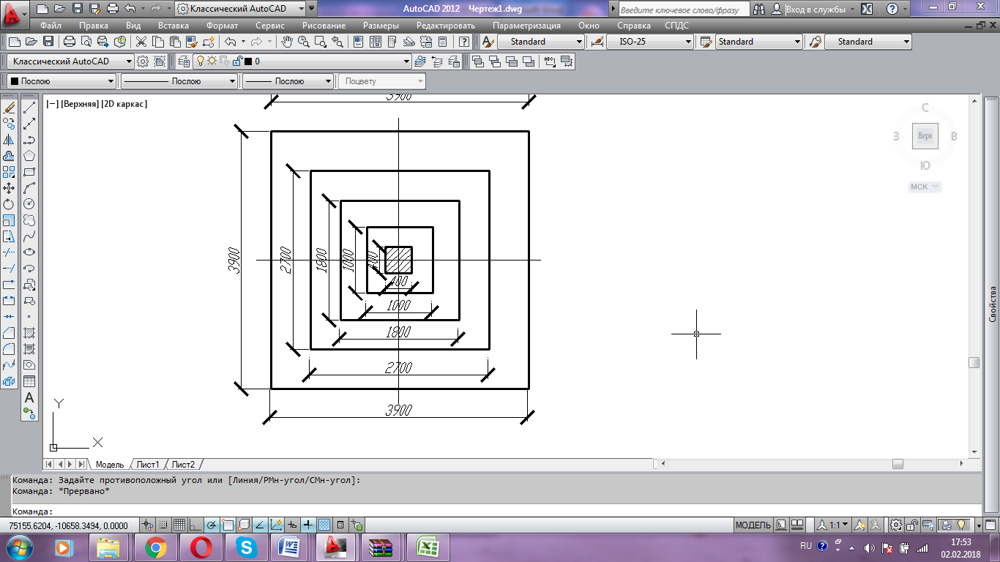 Классический AutoCAD
AutoCAD 2012 Чертеж1.dwg
Введите ключевое слово/фразу
Вход в службы
Файл Правка Вид Вставка Формат Сервис Рисование Размеры Редактировать Параметризация Окно Справка СПДС
Standard ISO-25 Standard Standard
Классический AutoCAD 0
Послою Послою Послою Поцвету
[−] [Верхняя] [2D каркас]
3900
С
З Верх В
Ю
МСК
Свойства
3900 2700 1800 1000 400
400
1000
1800
2700
3900
Y
X
Модель Лист1 Лист2
Команда: Задайте противоположный угол или [Линия/РМн-угол/СМн-угол]:
Команда: *Прервано*
Команда:
75155.6204, -10658.3494, 0.0000
МОДЕЛЬ
1:1
RU
17:53
02.02.2018